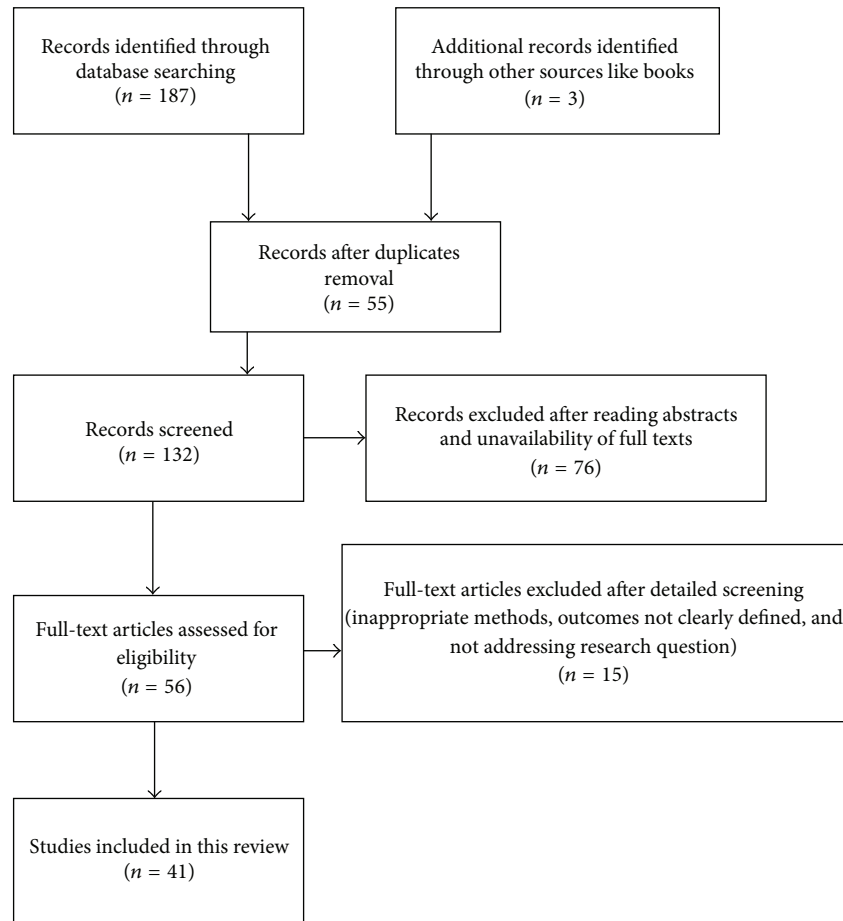 Records identified through
database searching
(n = 187)
Additional records identified
through other sources like books
(n = 3)
Records after duplicates
removal
(n = 55)
Records screened
(n = 132)
Records excluded after reading abstracts
and unavailability of full texts
(n = 76)
Full-text articles assessed for
eligibility
(n = 56)
Full-text articles excluded after detailed screening
(inappropriate methods, outcomes not clearly defined, and
not addressing research question)
(n = 15)
Studies included in this review
(n = 41)